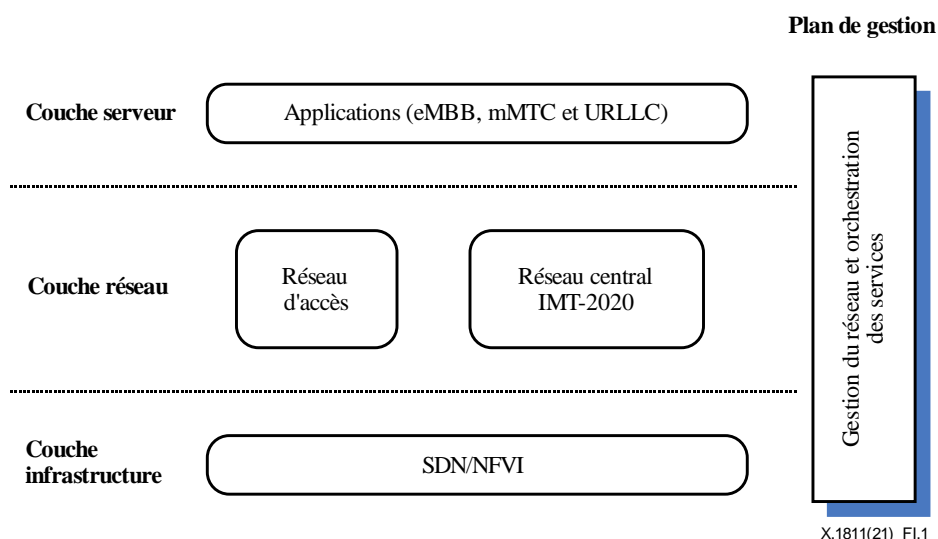 Plan de gestion
Couche serveur
Applications (eMBB, mMTC et URLLC)
Couche réseau
Réseau
d'accès
Réseau central
IMT-2020
Couche
infrastructure
SDN/NFVI
Gestion du réseau et orchestration
des services
X.1811(21)_FI.1